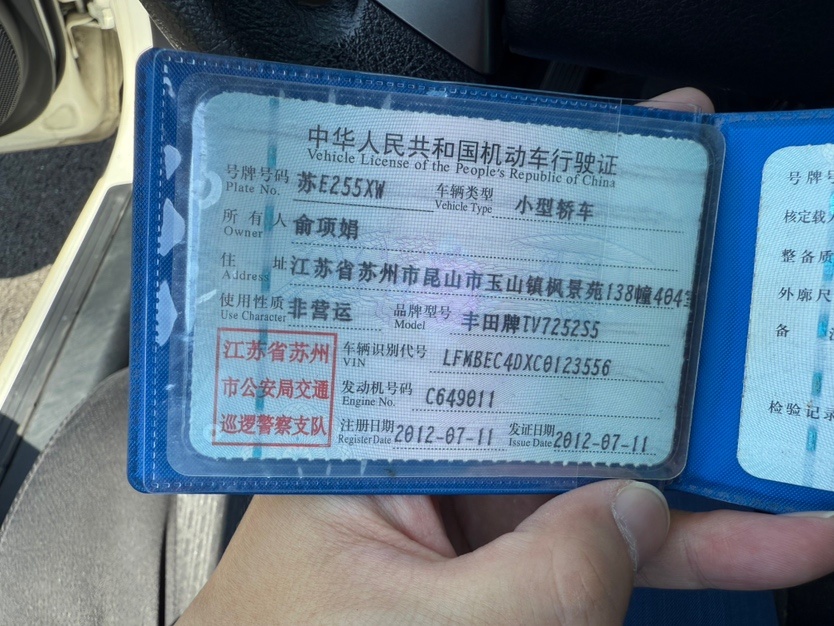 中华人民共和国机动车行驶证
Vehicle License of the People's Republic of China
号牌号码 苏E255XW 车辆类型 小型轿车
Plate No. Vehicle Type
所有人 俞项娟
Owner
住址 江苏省苏州市昆山市玉山镇枫景苑138幢404室
Address
使用性质 非营运 品牌型号 丰田牌TV7252S5
Use Character Model
江苏省苏州
市公安局交通
巡逻警察支队
车辆识别代号 LFMBEC4DXC0123556
VIN
发动机号码 C649011
Engine No.
注册日期 2012-07-11 发证日期 2012-07-11
Register Date Issue Date
号牌号
核定载人
整备质
外廓尺
备
检验记录